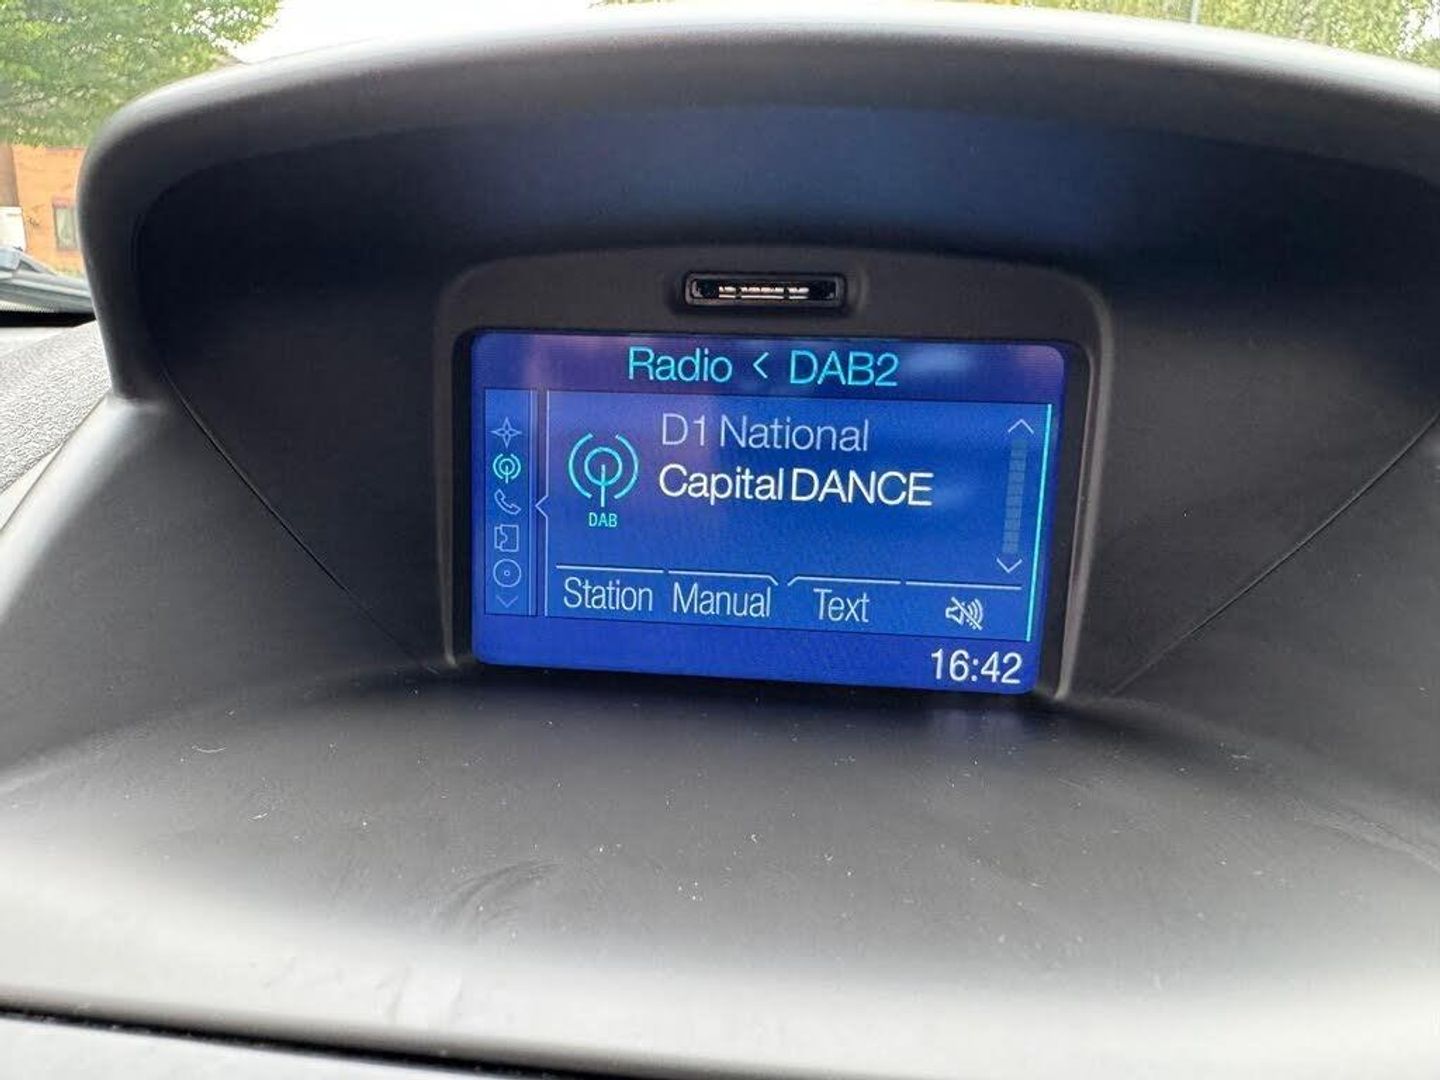 Radio < DAB2
D1 National
Capital DANCE
DAB
Station Manual Text
16:42